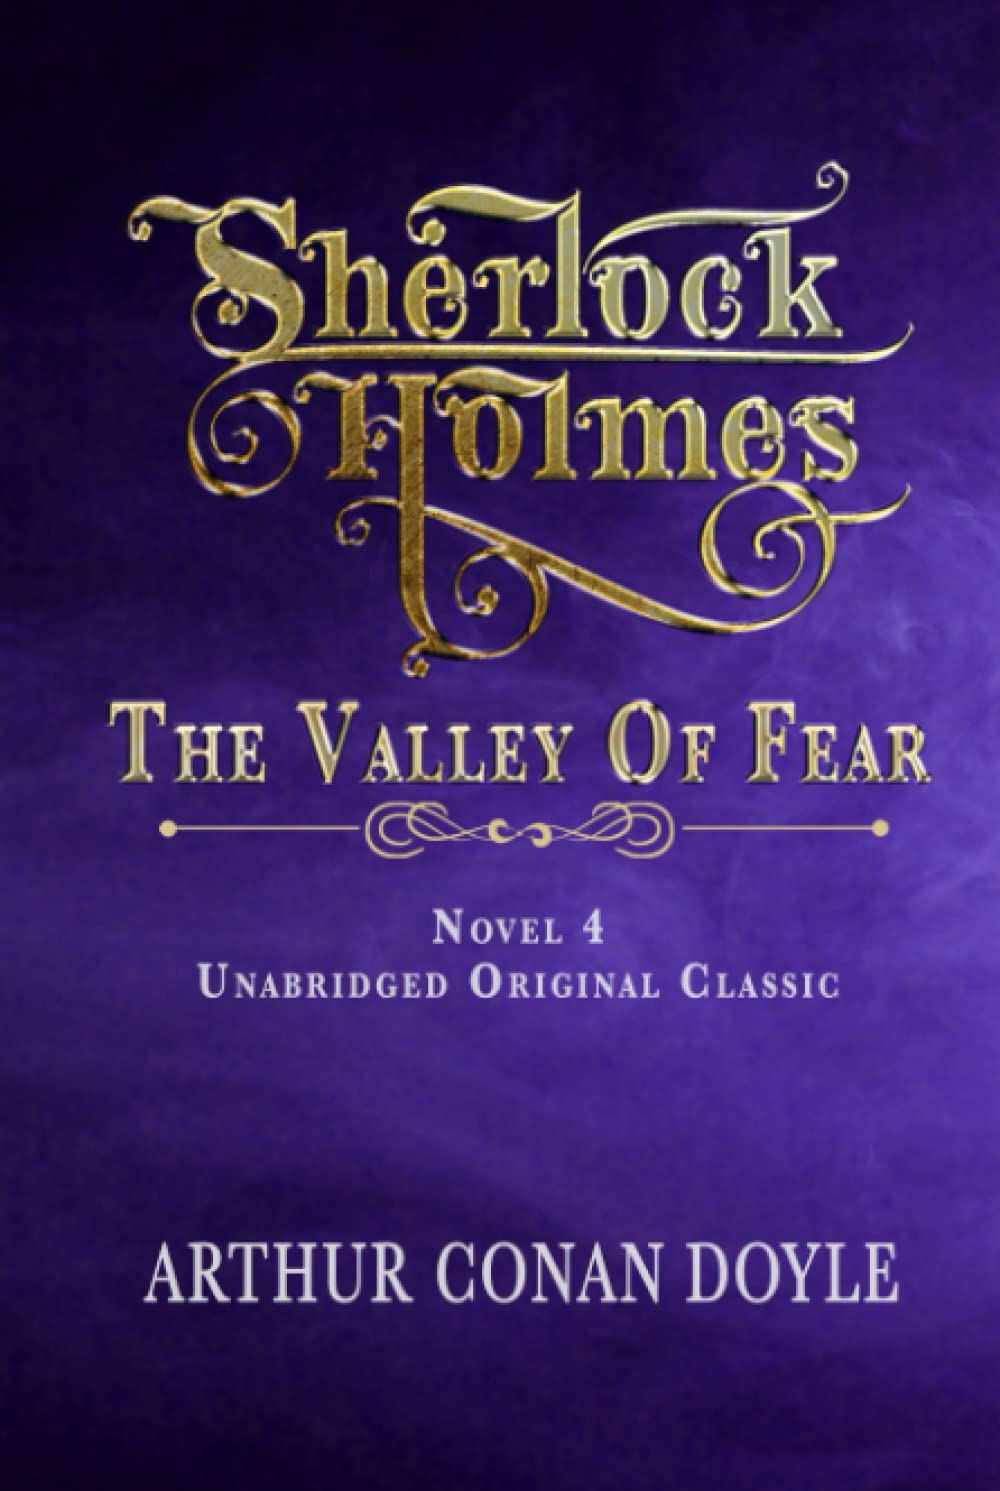 Sherlock
Holmes
THE VALLEY OF FEAR
NOVEL 4
UNABRIDGED ORIGINAL CLASSIC
ARTHUR CONAN DOYLE